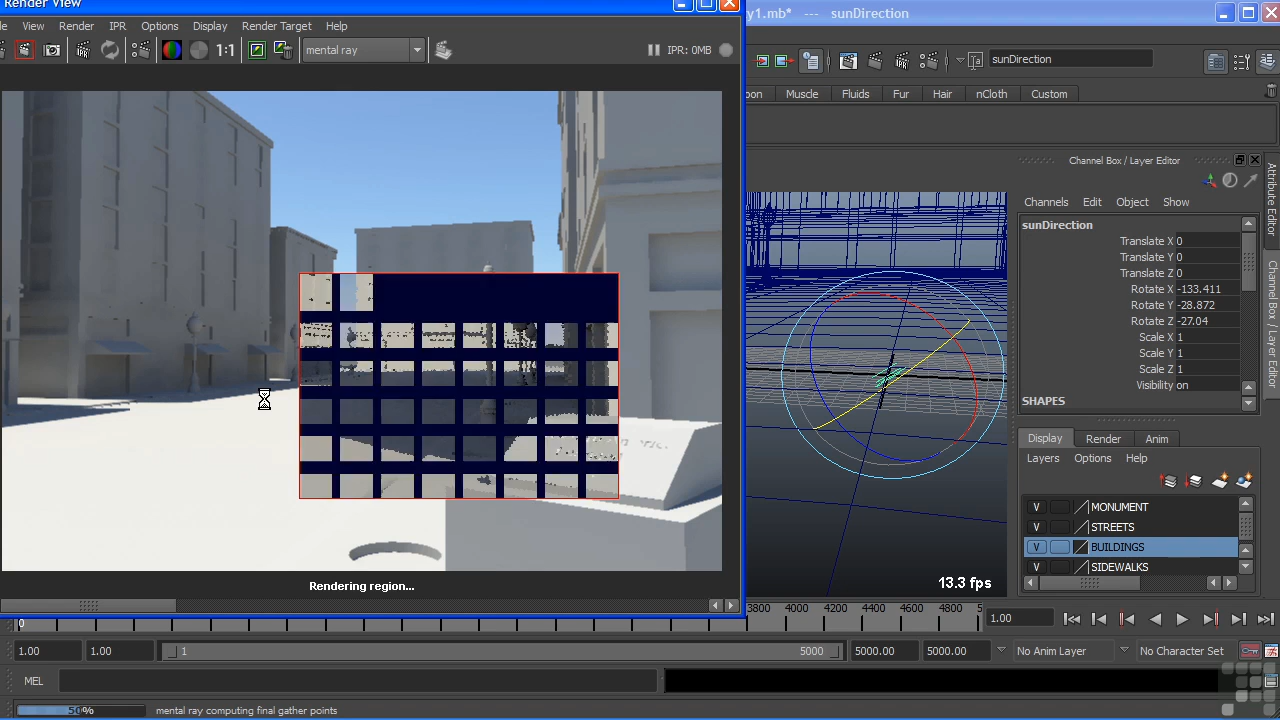 Render View
y1.mb* --- sunDirection
View Render IPR Options Display Render Target Help
1:1
mental ray
IPR: 0MB
sunDirection
Muscle Fluids Fur Hair nCloth Custom
Channel Box / Layer Editor
Channels Edit Object Show
sunDirection
Translate X 0
Translate Y 0
Translate Z 0
Rotate X -133.411
Rotate Y -28.872
Rotate Z -27.04
Scale X 1
Scale Y 1
Scale Z 1
Visibility on
SHAPES
Attribute Editor
Channel Box / Layer Editor
Display Render Anim
Layers Options Help
V MONUMENT
V STREETS
V BUILDINGS
V SIDEWALKS
13.3 fps
Rendering region...
0
3800 4000 4200 4400 4600 4800 5
1.00
1.00 1.00 1 5000 5000.00 5000.00 No Anim Layer No Character Set
MEL
50% mental ray computing final gather points